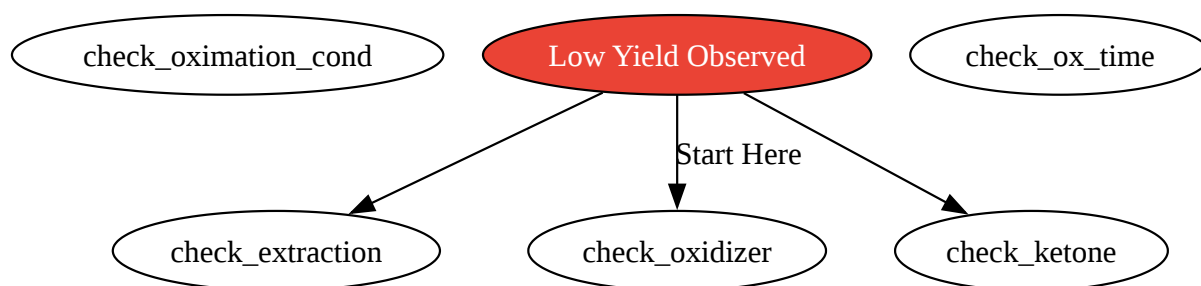 check_oximation_cond
Low Yield Observed
check_ox_time
Start Here
check_extraction
check_oxidizer
check_ketone